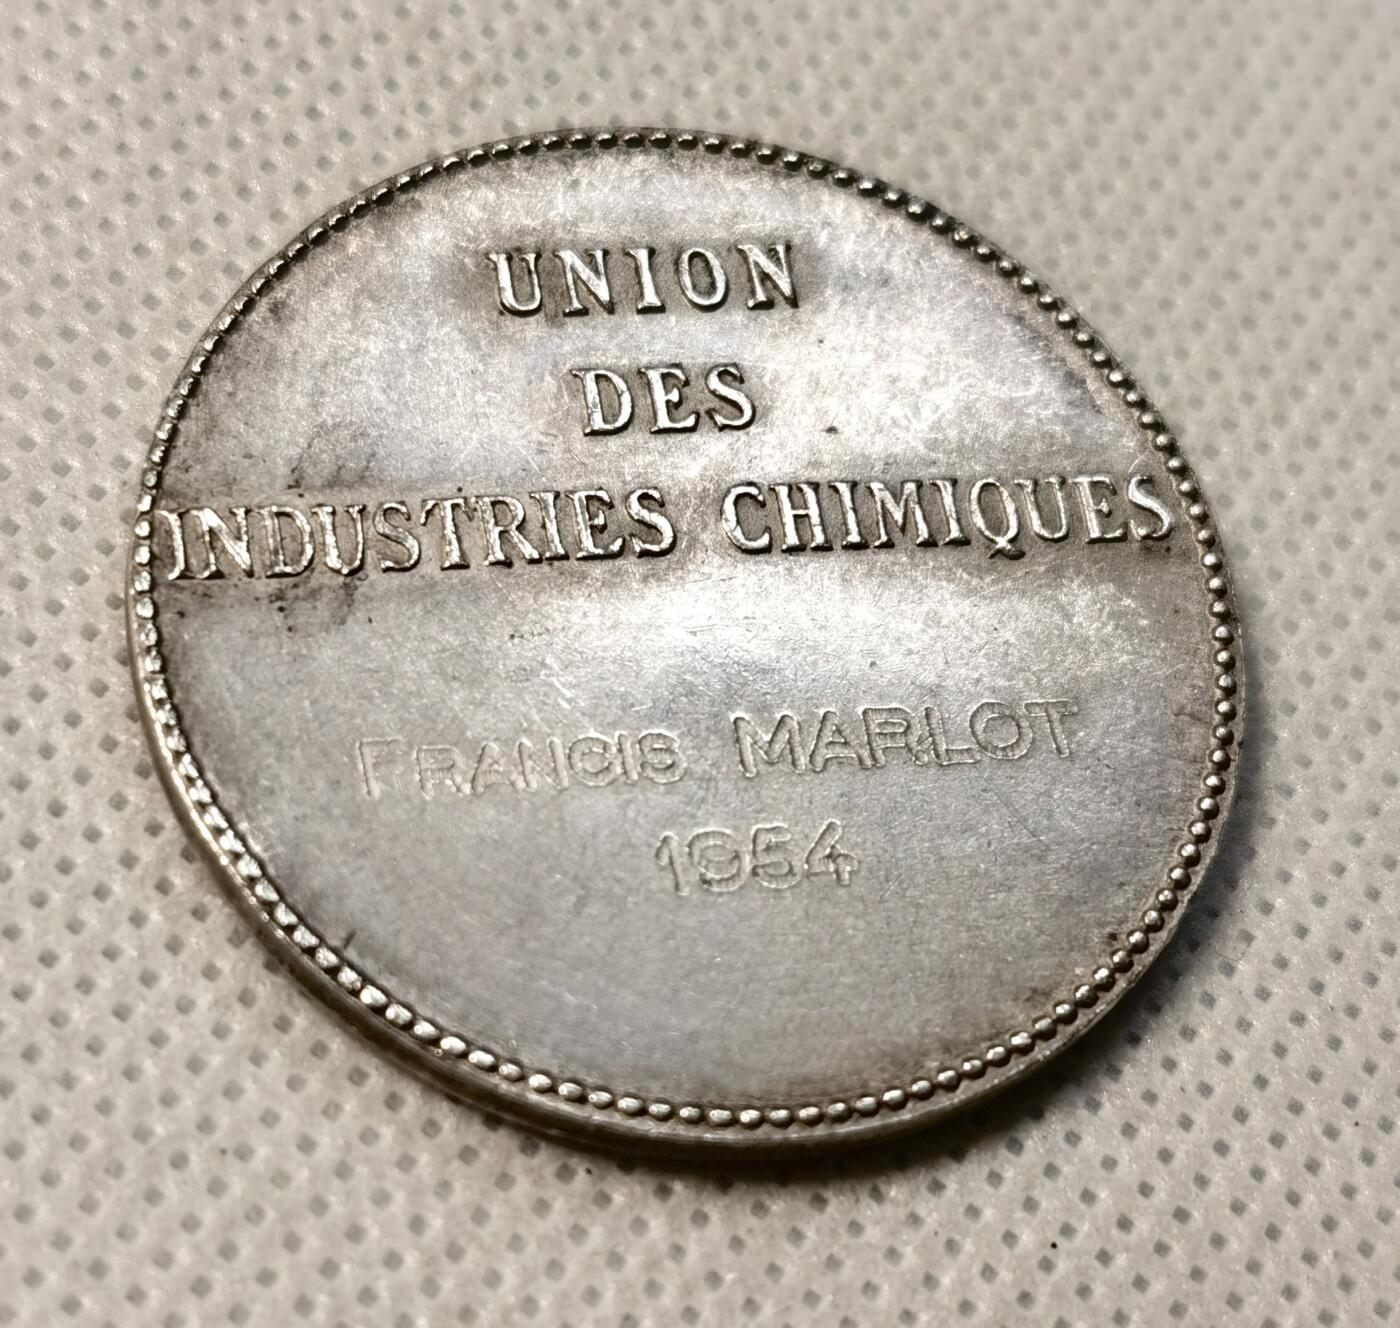 UNION
DES
INDUSTRIES CHIMIQUES
FRANCIS MARLOT
1954